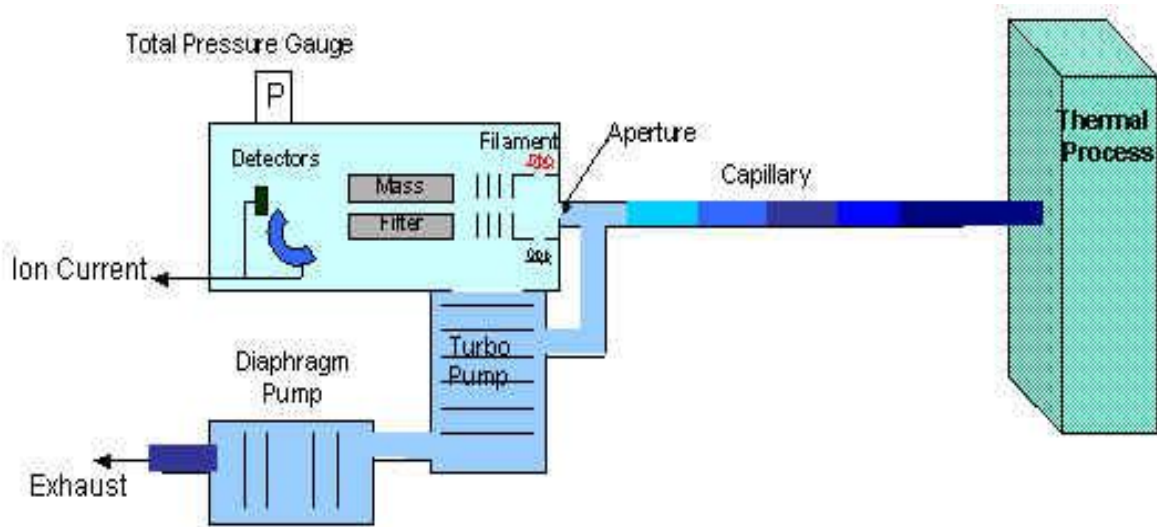 Total Pressure Gauge
P
Filament
Aperture
Detectors
Thermal
Process
Mass
Capillary
Filter
Ion Current
Turbo
Pump
Diaphragm
Pump
Exhaust